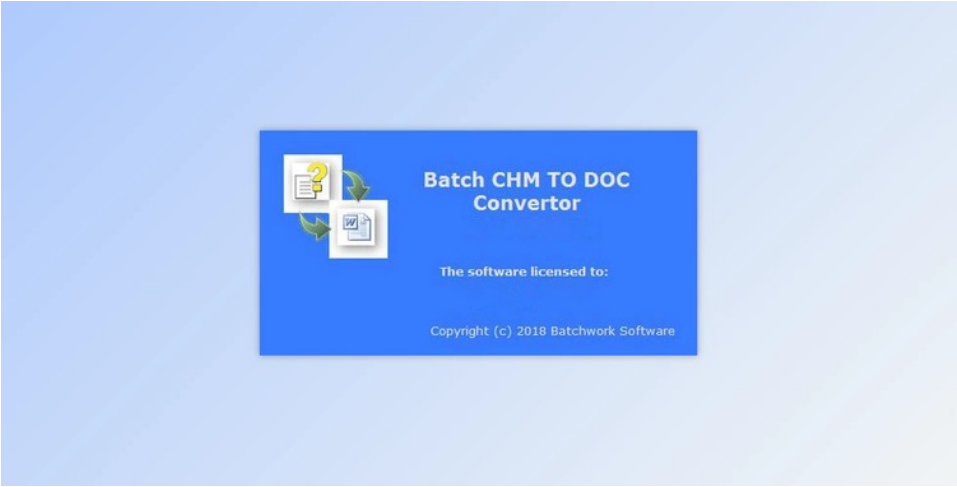 Batch CHM TO DOC
Convertor
The software licensed to:
Copyright (c) 2018 Batchwork Software